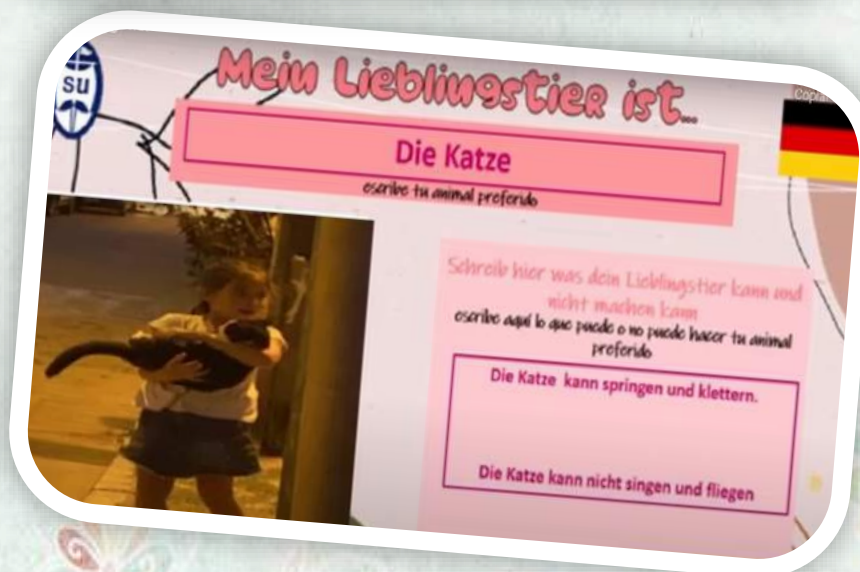 su
Mein Lieblingstier ist...
Die Katze
escribe tu animal preferido
Schreib hier was dein Lieblingstier kann und
nicht machen kann
escribe aquí lo que puede o no puede hacer tu animal
preferido
Die Katze kann springen und klettern.
Die Katze kann nicht singen und fliegen